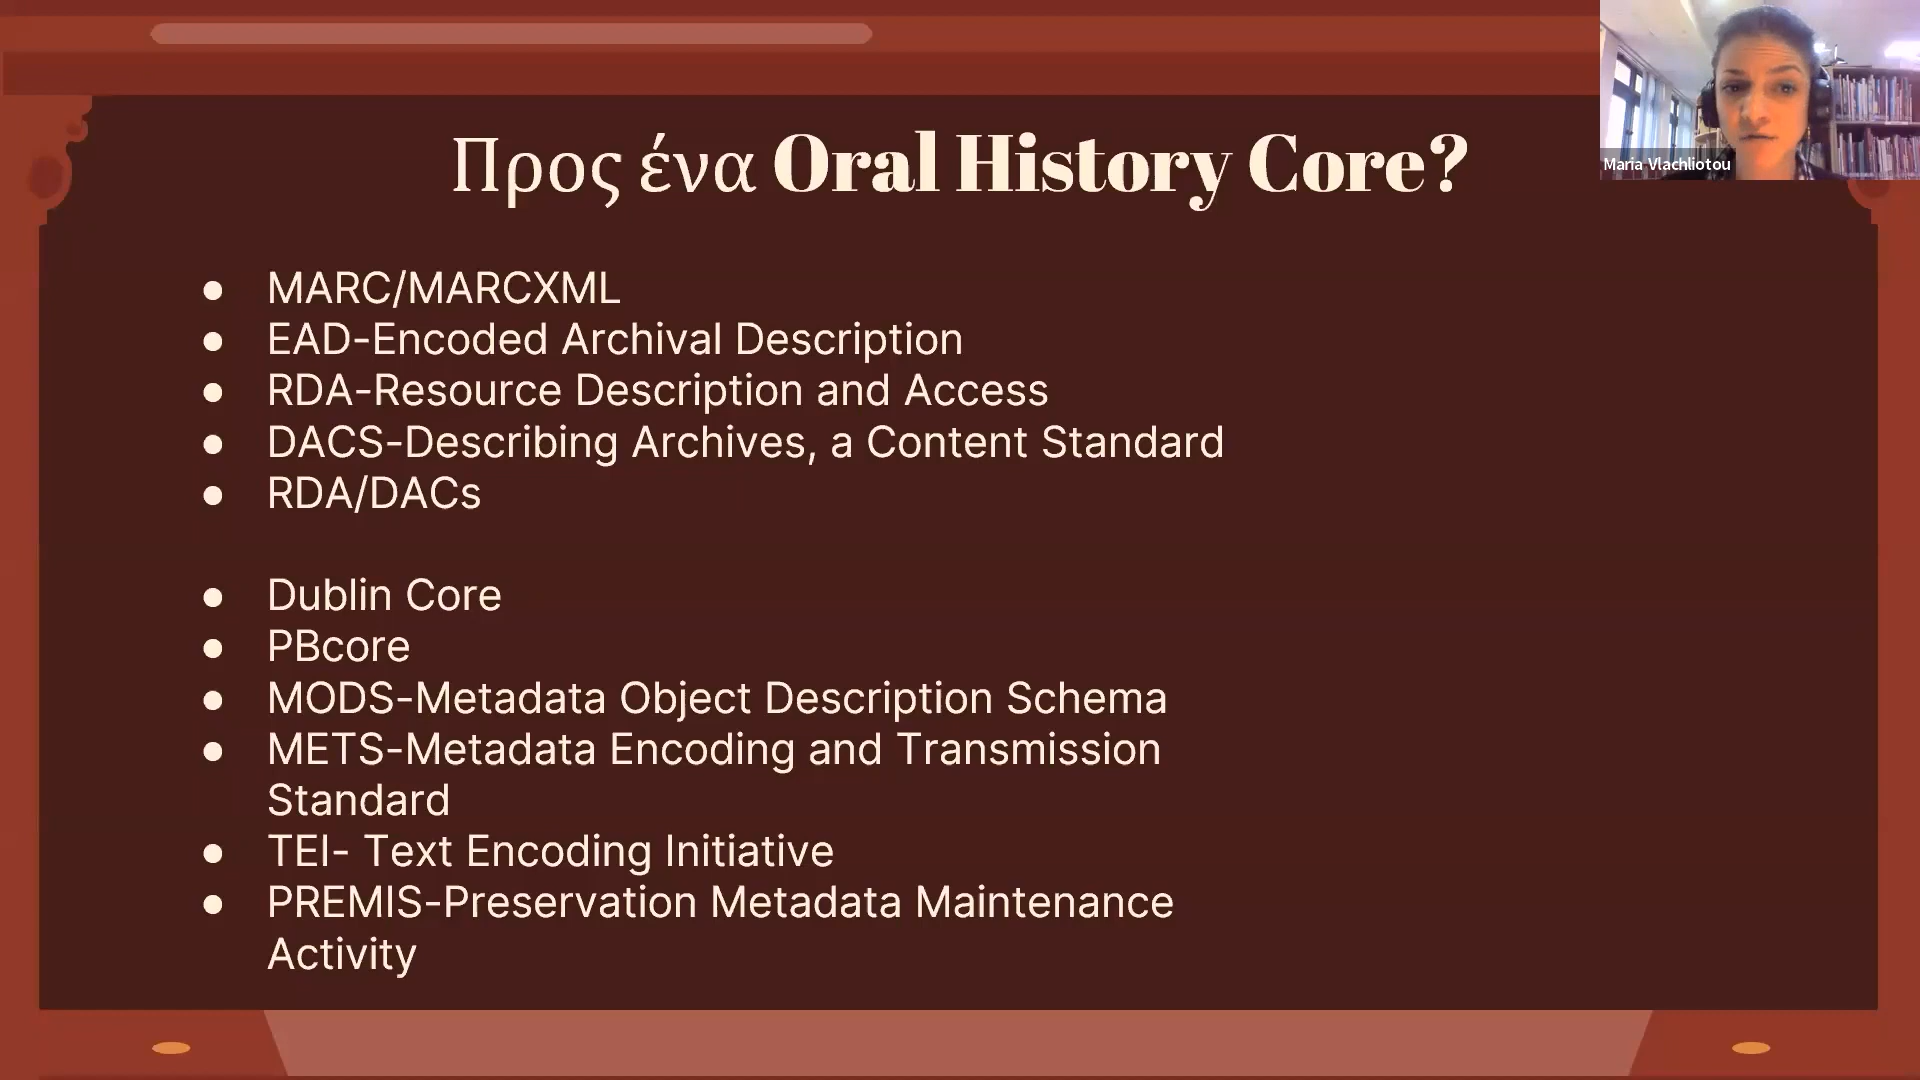 Προς ένα Oral History Core?
Maria Vlachliotou
● MARC/MARCXML
● EAD-Encoded Archival Description
● RDA-Resource Description and Access
● DACS-Describing Archives, a Content Standard
● RDA/DACs
● Dublin Core
● PBcore
● MODS-Metadata Object Description Schema
● METS-Metadata Encoding and Transmission
Standard
● TEI- Text Encoding Initiative
● PREMIS-Preservation Metadata Maintenance
Activity